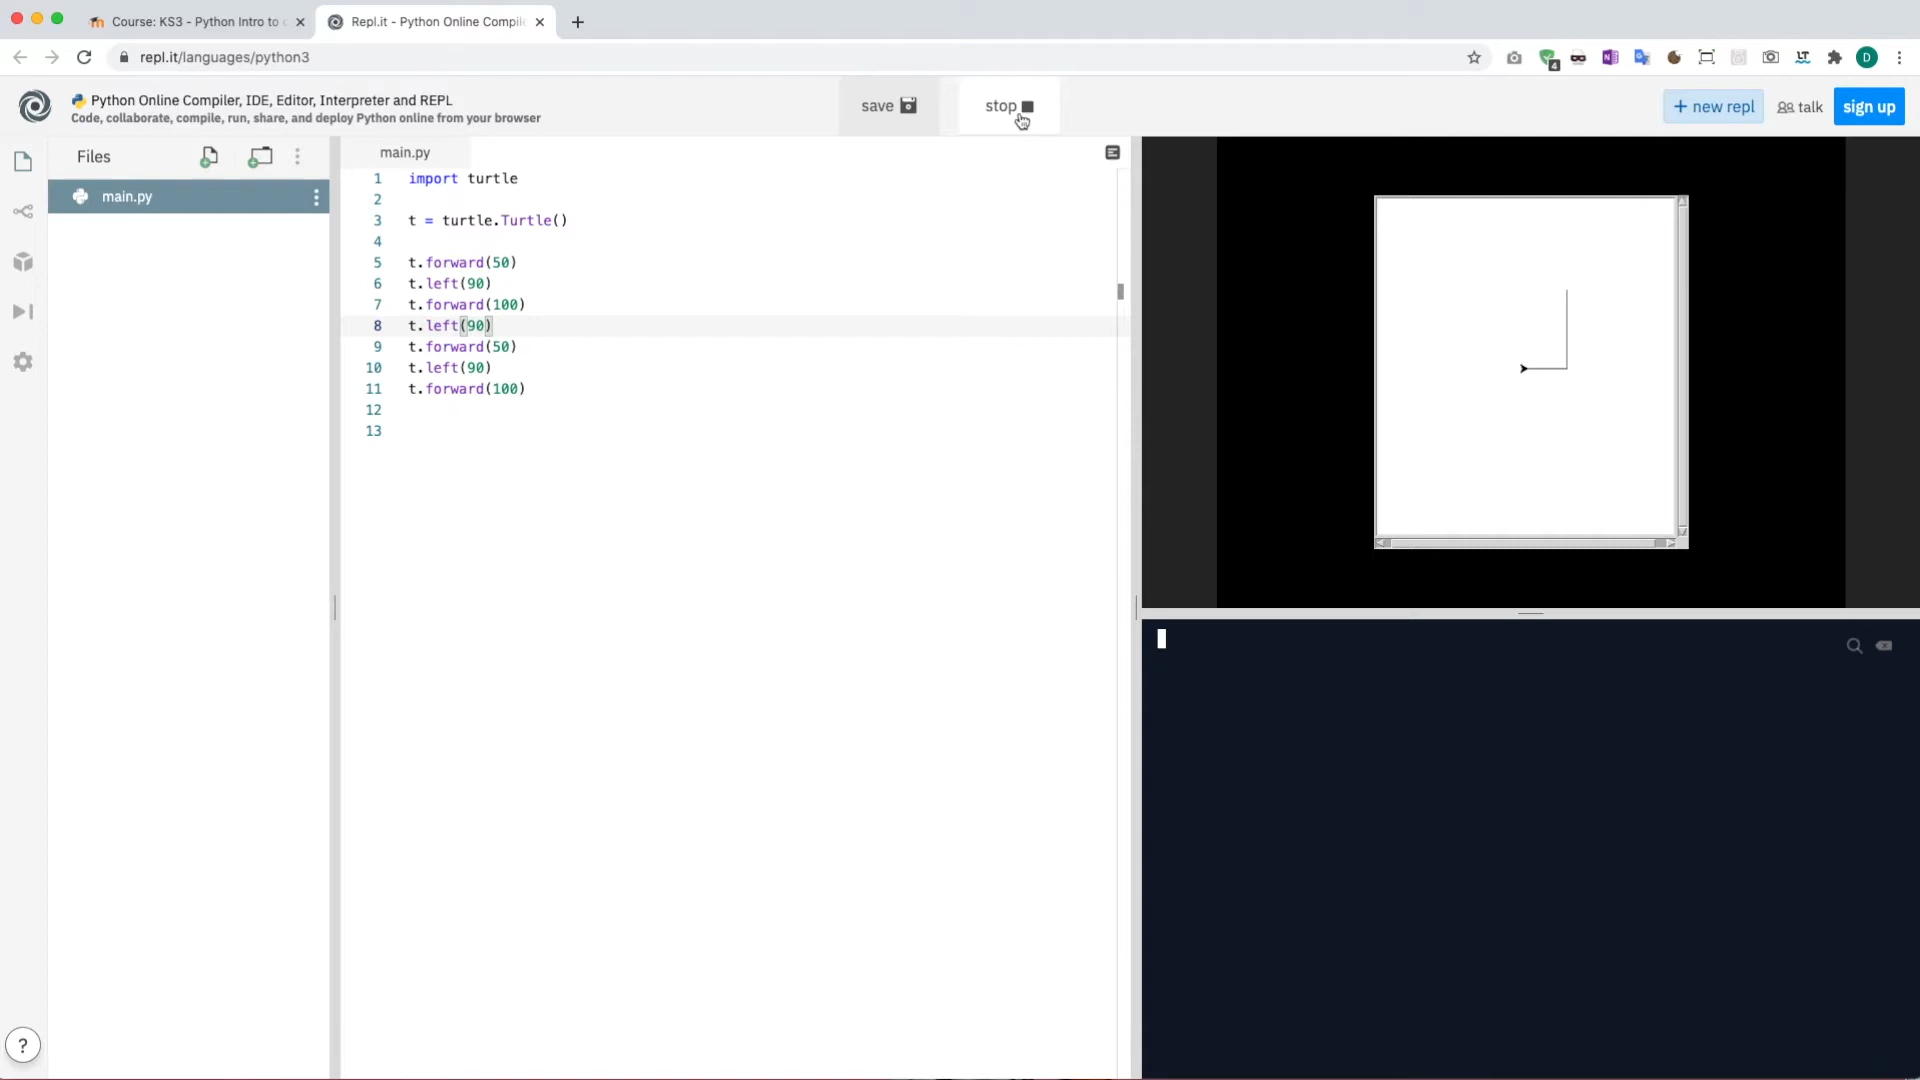 Course: KS3 - Python Intro to
Repl.it - Python Online Compile
repl.it/languages/python3
4
D
Python Online Compiler, IDE, Editor, Interpreter and REPL
Code, collaborate, compile, run, share, and deploy Python online from your browser
save
stop
+ new repl
talk
sign up
Files
main.py
main.py
1 import turtle
2
3 t = turtle.Turtle()
4
5 t.forward(50)
6 t.left(90)
7 t.forward(100)
8 t.left(90)
9 t.forward(50)
10 t.left(90)
11 t.forward(100)
12
13
?